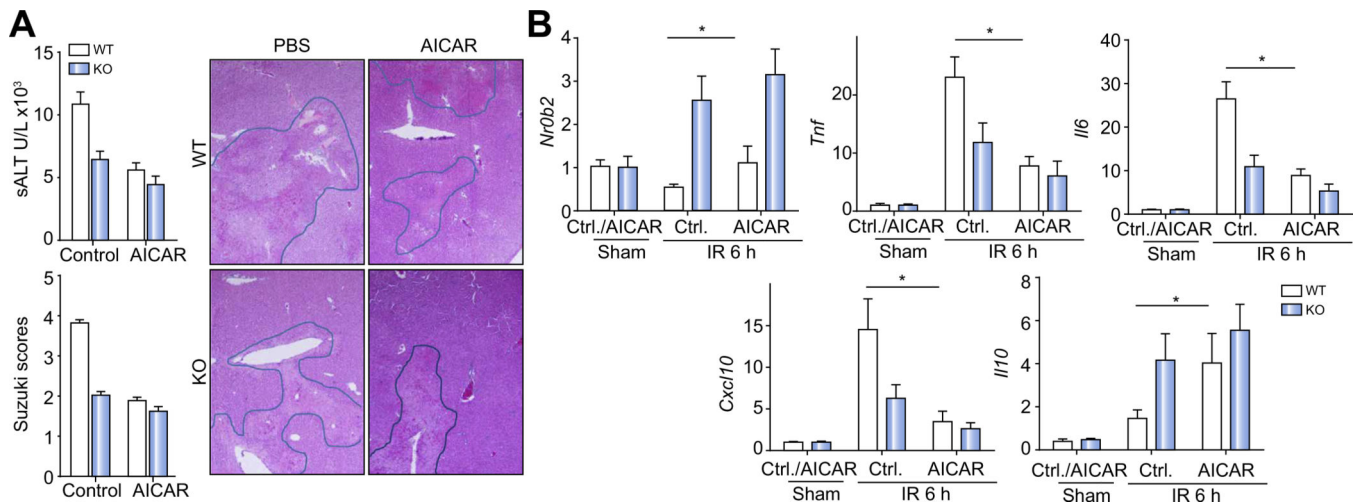 A
sALT U/L x10³
15
10
5
0
WT
KO
Control AICAR
Suzuki scores
5
4
3
2
1
0
Control AICAR
PBS AICAR
WT
KO
B
Nr0b2
4
3
2
1
0
*
Ctrl./AICAR Ctrl. AICAR
Sham IR 6 h
Tnf
20
10
0
*
Ctrl./AICAR Ctrl. AICAR
Sham IR 6 h
Il6
40
30
20
10
0
*
Ctrl./AICAR Ctrl. AICAR
Sham IR 6 h
Cxcl10
15
10
5
0
*
Ctrl./AICAR Ctrl. AICAR
Sham IR 6 h
Il10
8
6
4
2
0
*
Ctrl./AICAR Ctrl. AICAR
Sham IR 6 h
WT
KO